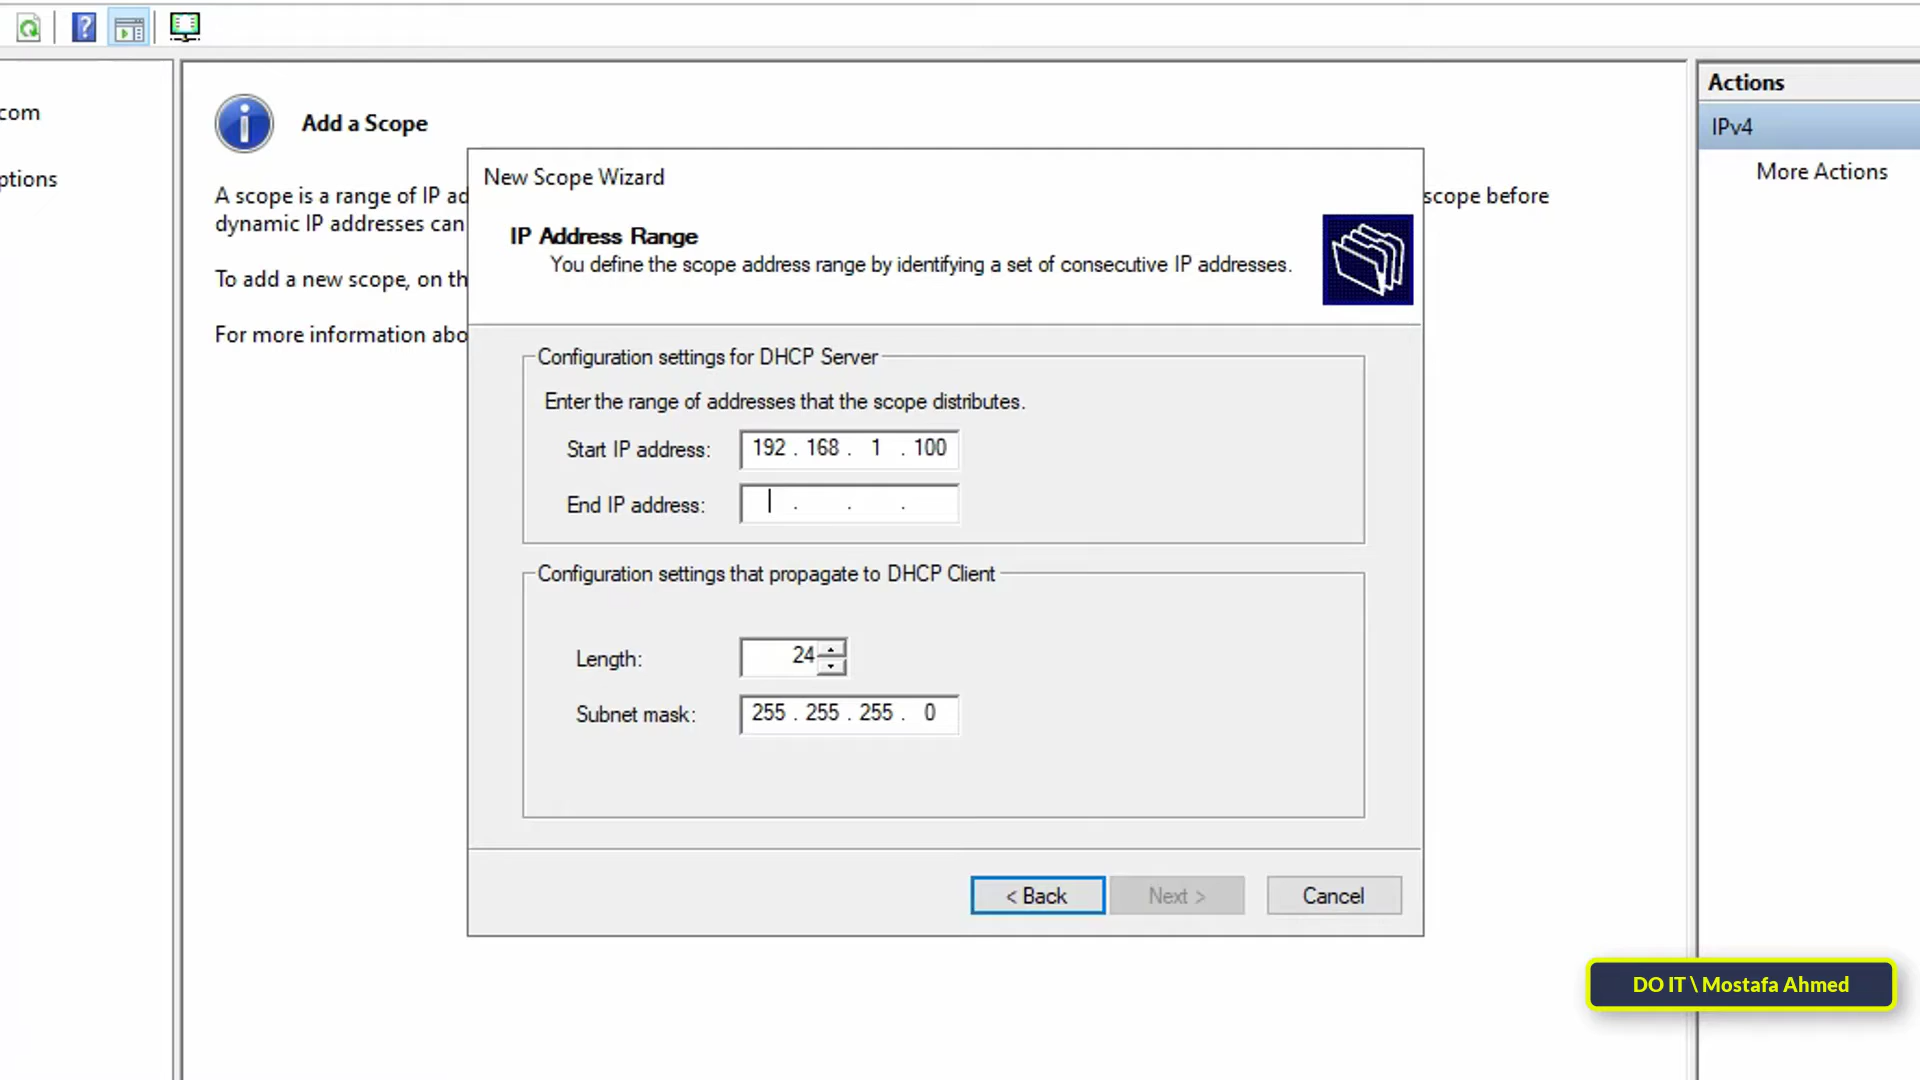 com
ptions
Add a Scope
A scope is a range of IP ad
scope before
dynamic IP addresses can
To add a new scope, on th
For more information abo
New Scope Wizard
IP Address Range
You define the scope address range by identifying a set of consecutive IP addresses.
Configuration settings for DHCP Server
Enter the range of addresses that the scope distributes.
Start IP address: 192 . 168 . 1 . 100
End IP address: . . .
Configuration settings that propagate to DHCP Client
Length: 24
Subnet mask: 255 . 255 . 255 . 0
< Back Next > Cancel
Actions
IPv4
More Actions
DO IT \ Mostafa Ahmed